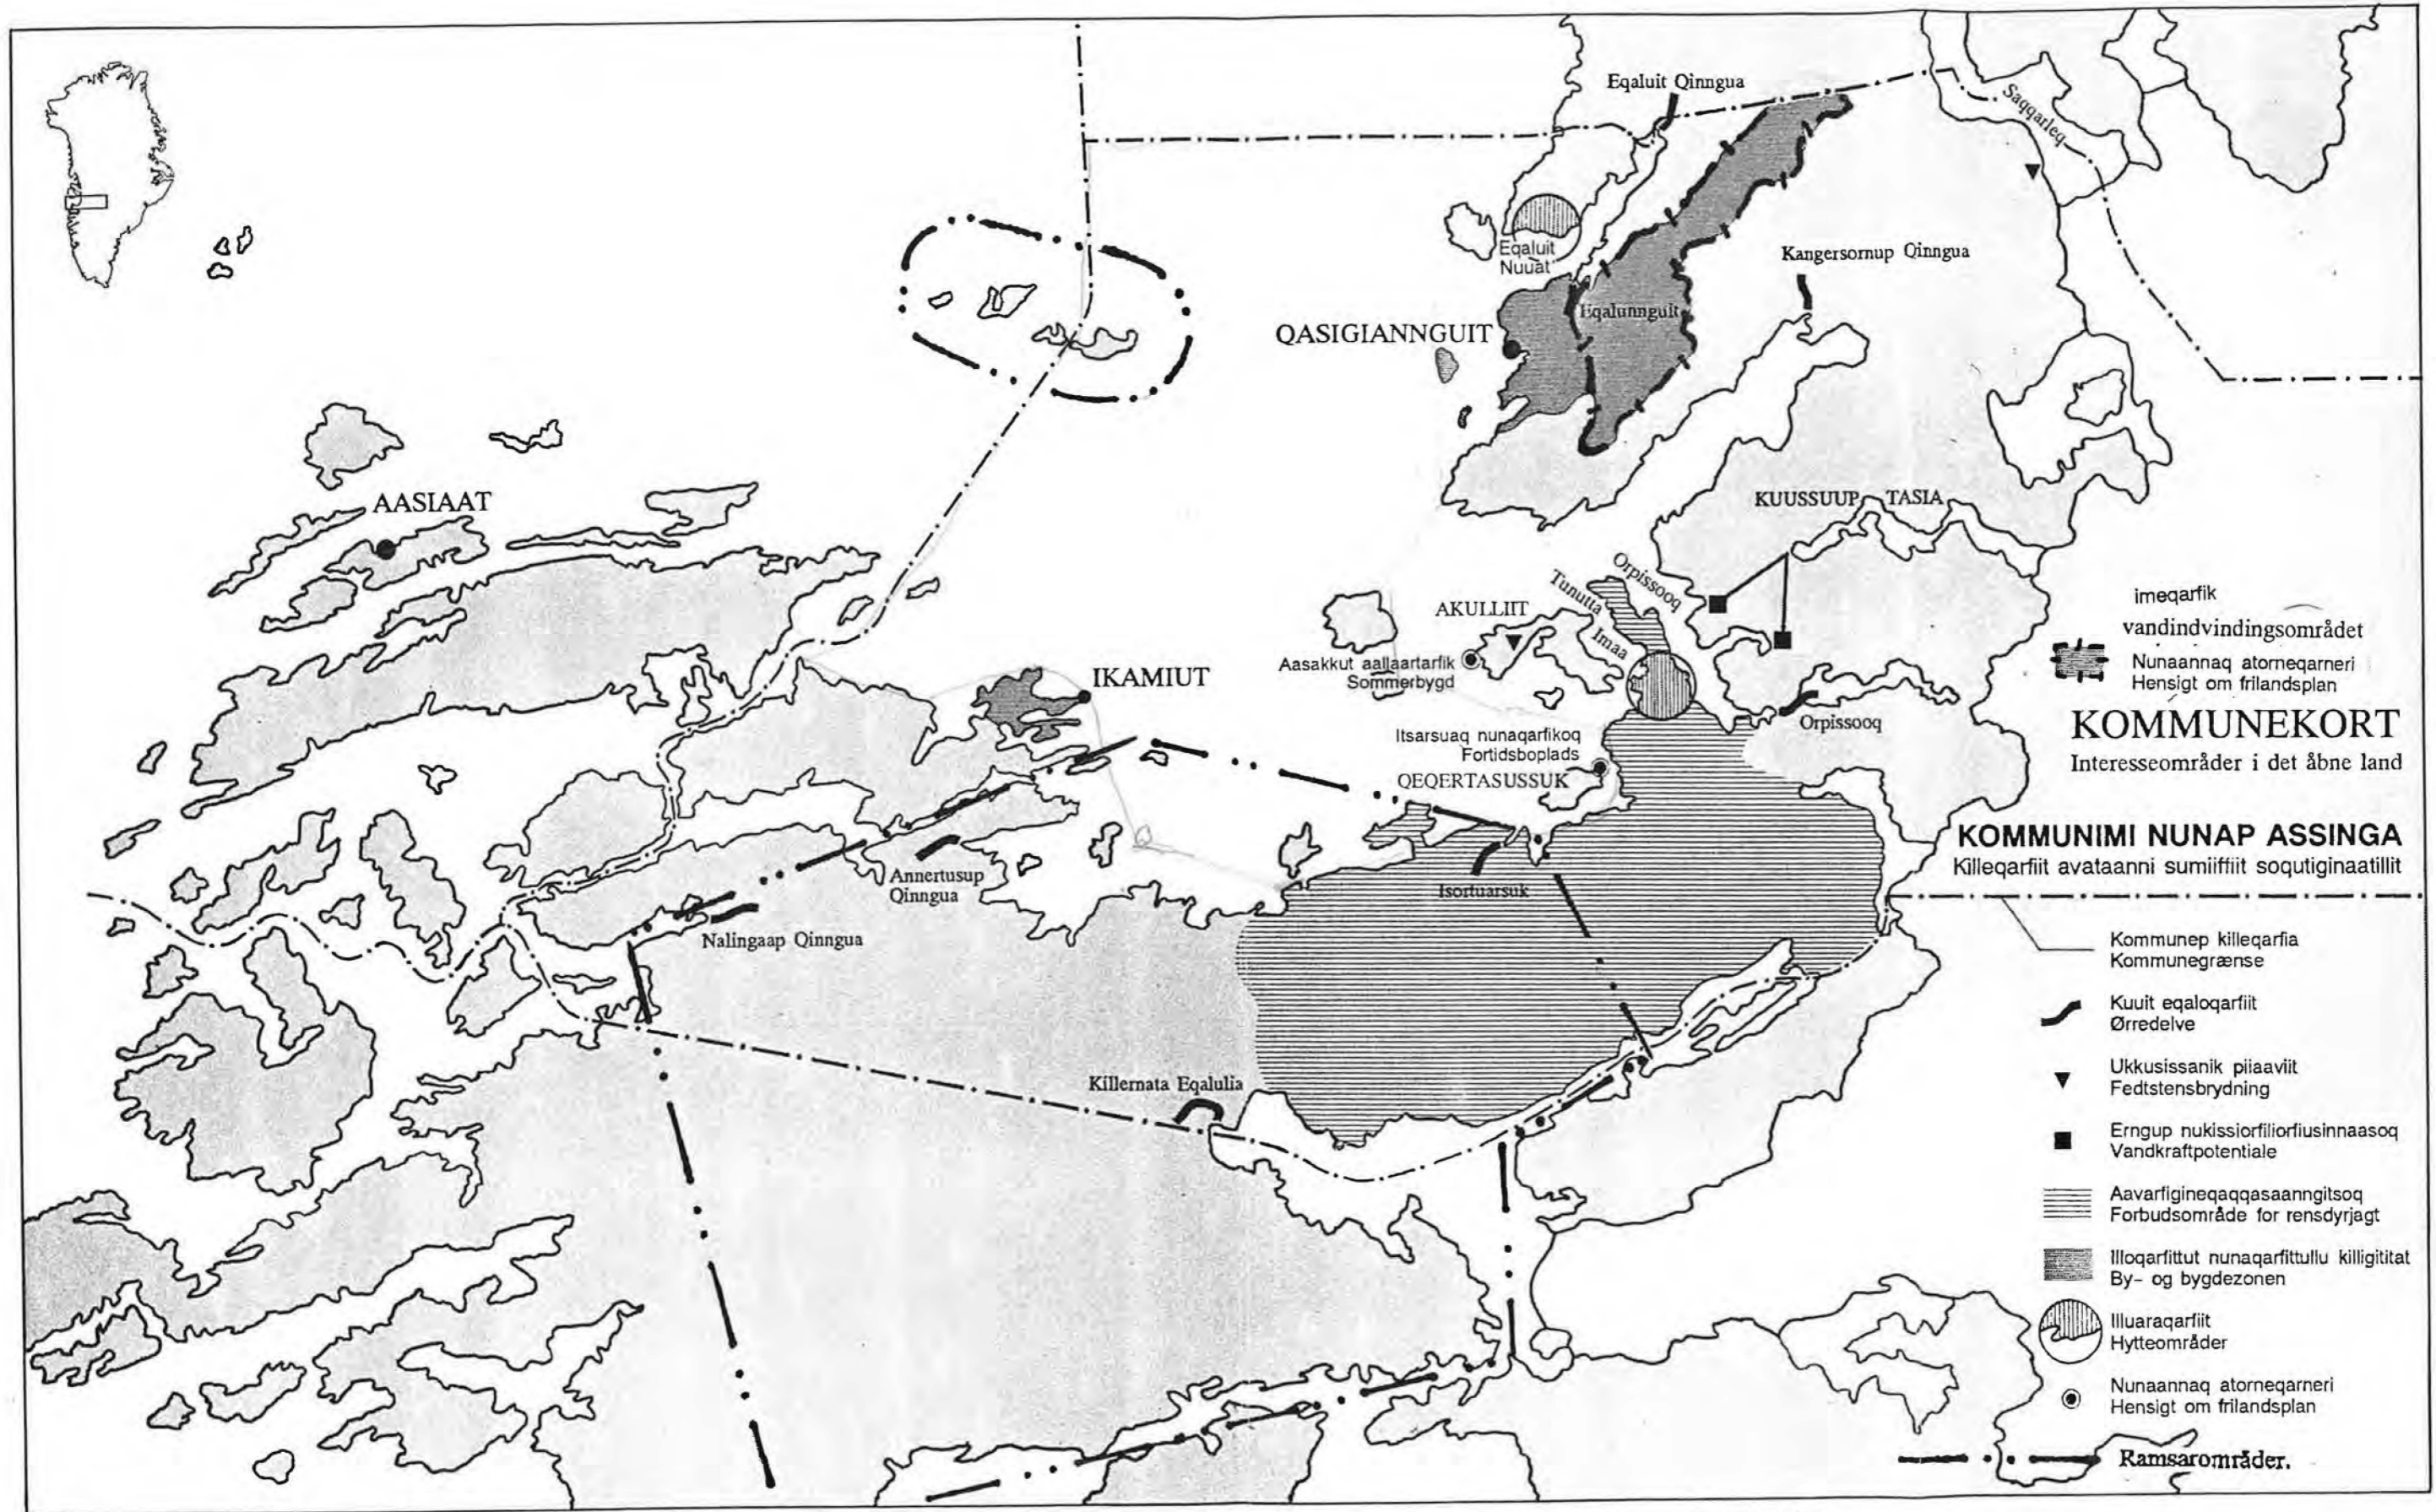 Eqaluit Qinngua
Saqqarleq
Eqaluit
Nuuat
Kangersornup Qinngua
Eqalunnguit
QASIGIANNGUIT
AASIAAT
KUUSSUUP TASIA
Orpissooq
Tunutta
Imaa
AKULLIIT
Aasakkut aallaartarfik
Sommerbygd
IKAMIUT
Orpissooq
Itsarsuaq nunaqarfikoq
Fortidsboplads
QEQERTASUSSUK
Annertusup
Qinngua
Isortuarsuk
Nalingaap Qinngua
Killernata Eqalulia
imeqarfik
vandindvindingsområdet
Nunaannaq atorneqarneri
Hensigt om frilandsplan
KOMMUNEKORT
Interesseområder i det åbne land
KOMMUNIMI NUNAP ASSINGA
Killeqarfiit avataanni sumiiffiit soqutiginaatillit
Kommunep killeqarfia
Kommunegrænse
Kuuit eqaloqarfiit
Ørredelve
Ukkusissanik piiaaviit
Fedtstensbrydning
Erngup nukissiorfiliorfiusinnaasoq
Vandkraftpotentiale
Aavarfigineqaqqasaanngitsoq
Forbudsområde for rensdyrjagt
Illoqarfittut nunaqarfittullu killigititat
By- og bygdezonen
Illuaraqarfiit
Hytteområder
Nunaannaq atorneqarneri
Hensigt om frilandsplan
Ramsarområder.